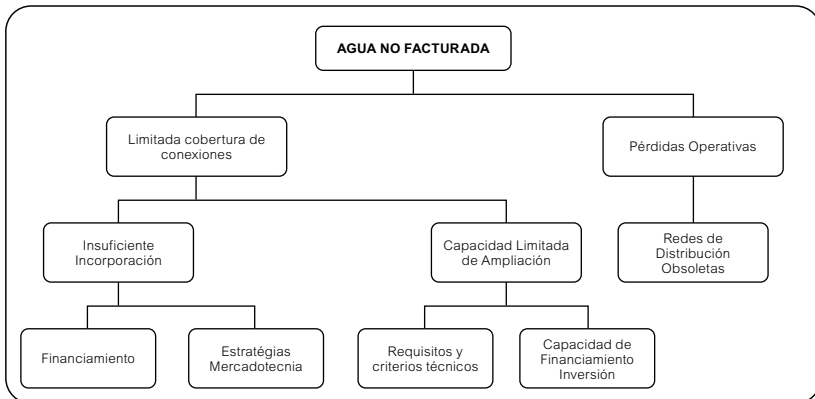 AGUA NO FACTURADA
Limitada cobertura de
conexiones
Pérdidas Operativas
Insuficiente
Incorporación
Capacidad Limitada
de Ampliación
Redes de
Distribución
Obsoletas
Financiamiento
Estratégias
Mercadotecnia
Requisitos y
criterios técnicos
Capacidad de
Financiamiento
Inversión